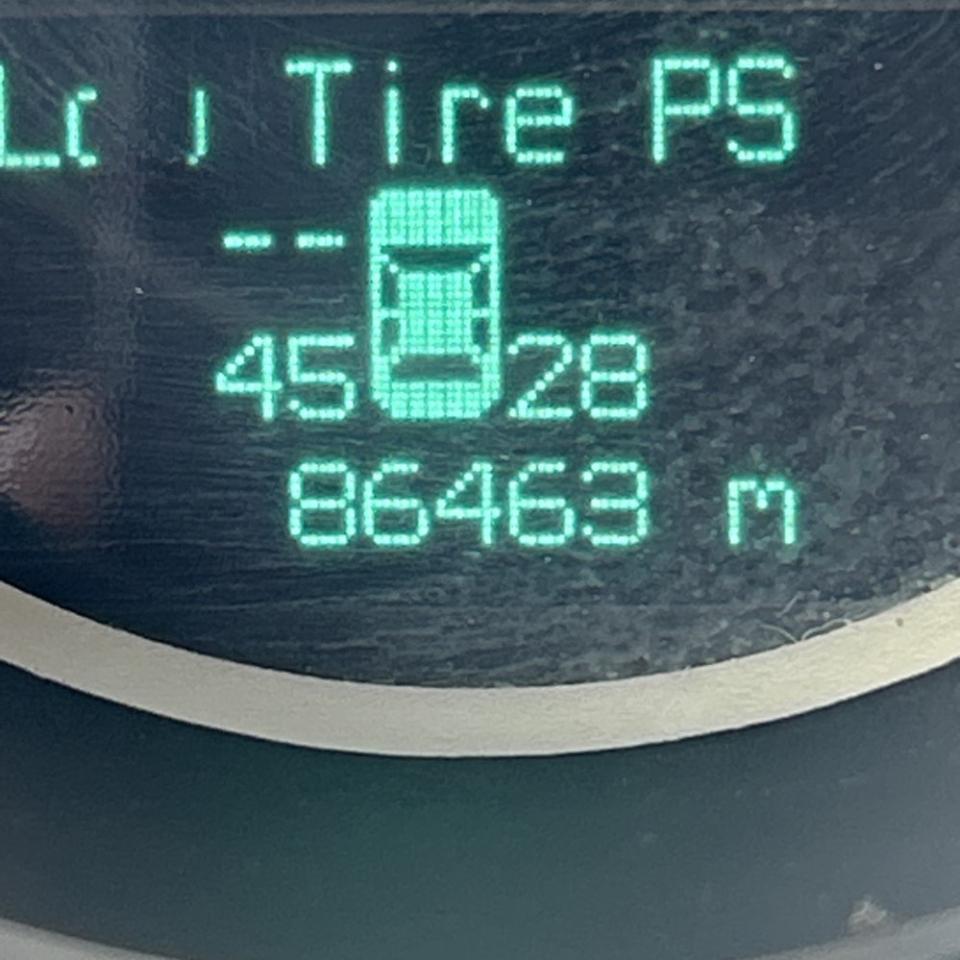 Tire PS
-- --
45 28
86463 m